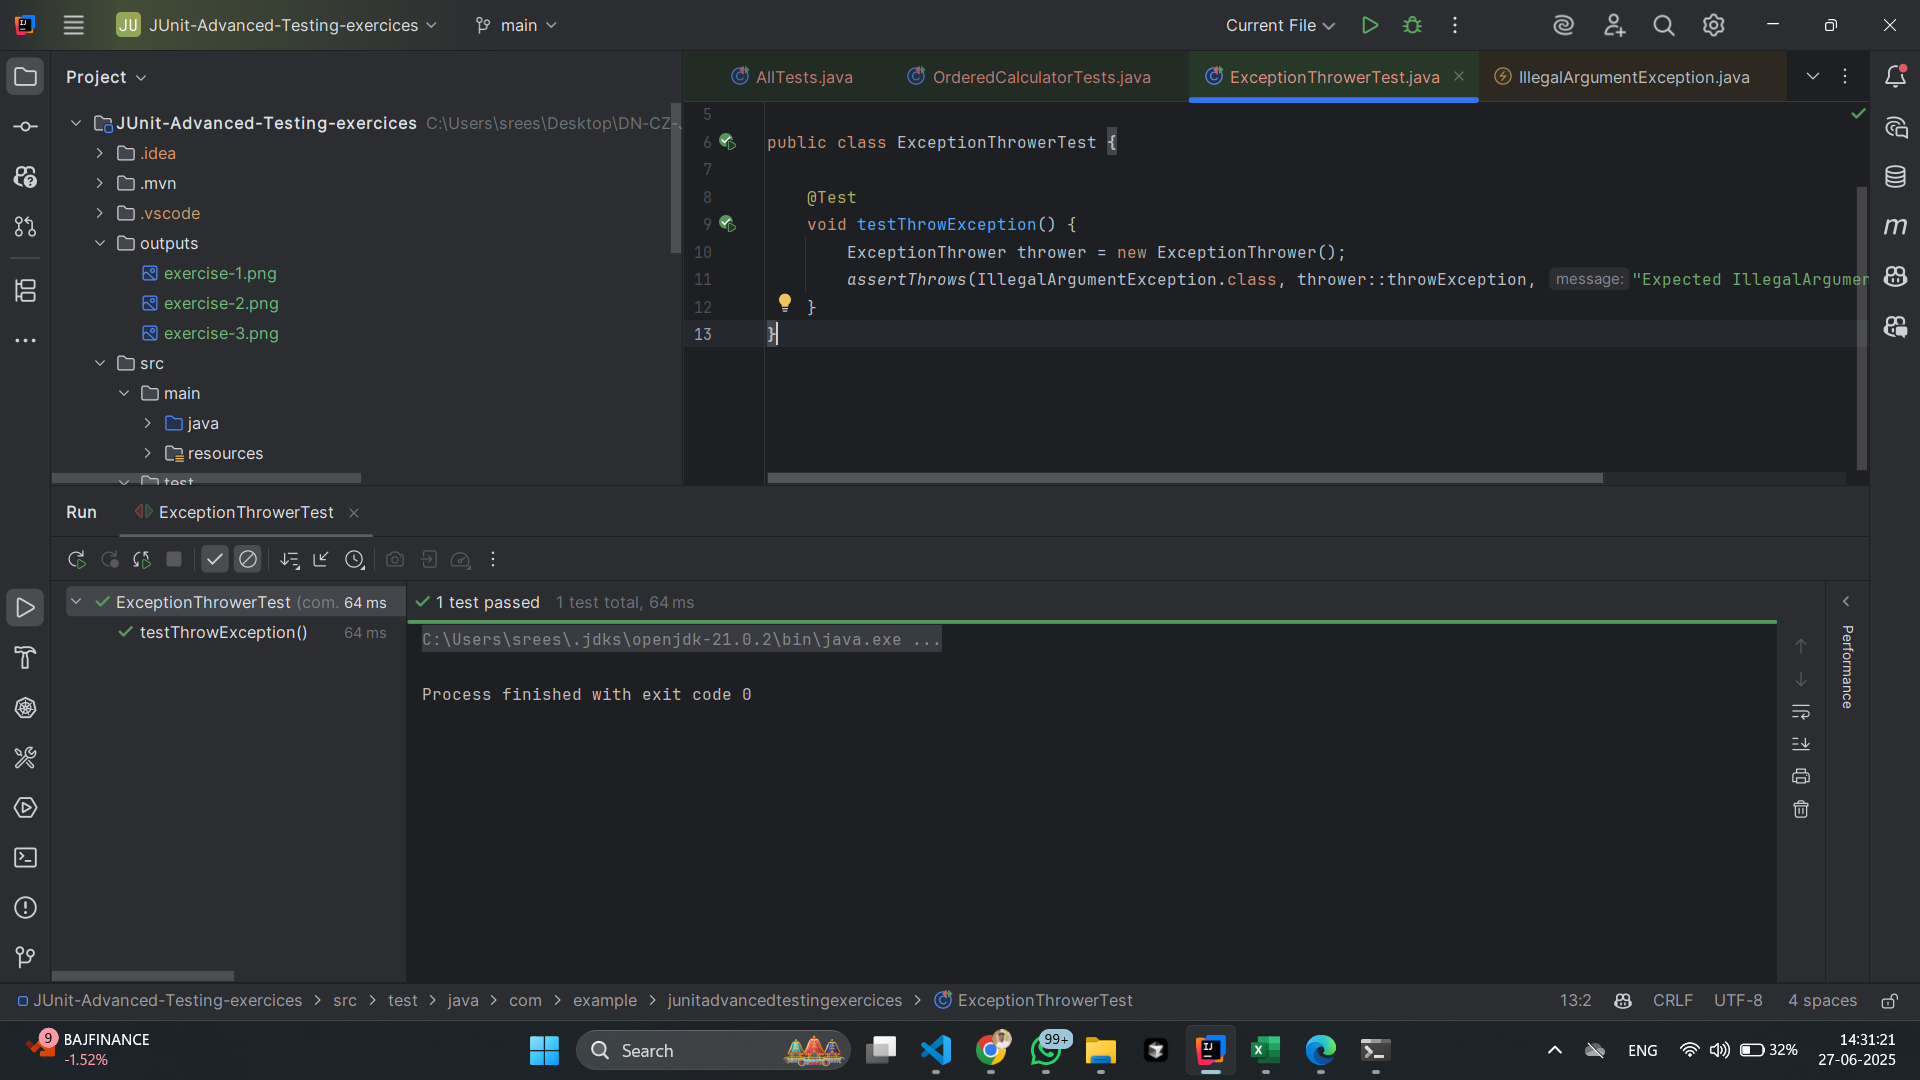 JU JUnit-Advanced-Testing-exercices main Current File
Project
AllTests.java OrderedCalculatorTests.java ExceptionThrowerTest.java IllegalArgumentException.java
JUnit-Advanced-Testing-exercices C:\Users\srees\Desktop\DN-CZ-J
.idea
.mvn
.vscode
outputs
exercise-1.png
exercise-2.png
exercise-3.png
src
main
java
resources
test
5
6 public class ExceptionThrowerTest {
7
8 @Test
9 void testThrowException() {
10 ExceptionThrower thrower = new ExceptionThrower();
11 assertThrows(IllegalArgumentException.class, thrower::throwException, message: "Expected IllegalArgumen
12 }
13 }
Run ExceptionThrowerTest
ExceptionThrowerTest (com. 64 ms
testThrowException() 64 ms
1 test passed 1 test total, 64 ms
C:\Users\srees\.jdks\openjdk-21.0.2\bin\java.exe ...
Process finished with exit code 0
Performance
JUnit-Advanced-Testing-exercices > src > test > java > com > example > junitadvancedtestingexercices > ExceptionThrowerTest
13:2 CRLF UTF-8 4 spaces
9 BAJFINANCE
-1.52%
Search
99+
ENG
32%
14:31:21
27-06-2025